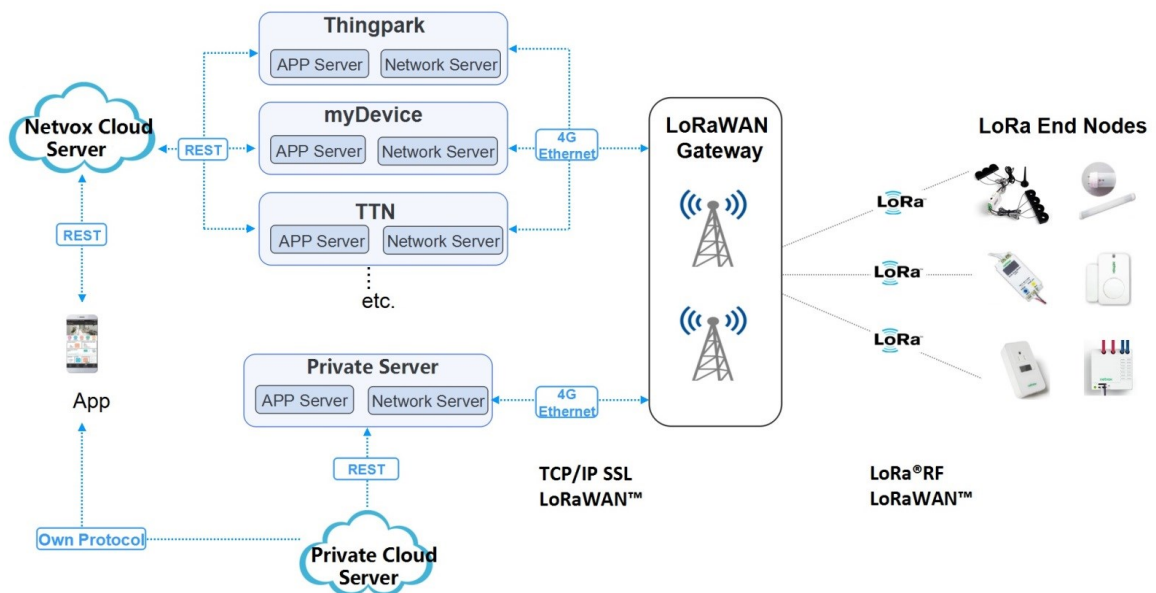 Thingpark
APP Server
Network Server
Netvox Cloud
Server
REST
myDevice
APP Server
Network Server
4G
Ethernet
LoRaWAN
Gateway
LoRa End Nodes
TTN
APP Server
Network Server
etc.
REST
App
LoRa
LoRa
LoRa
Private Server
APP Server
Network Server
4G
Ethernet
REST
TCP/IP SSL
LoRaWAN™
LoRa®RF
LoRaWAN™
Own Protocol
Private Cloud
Server